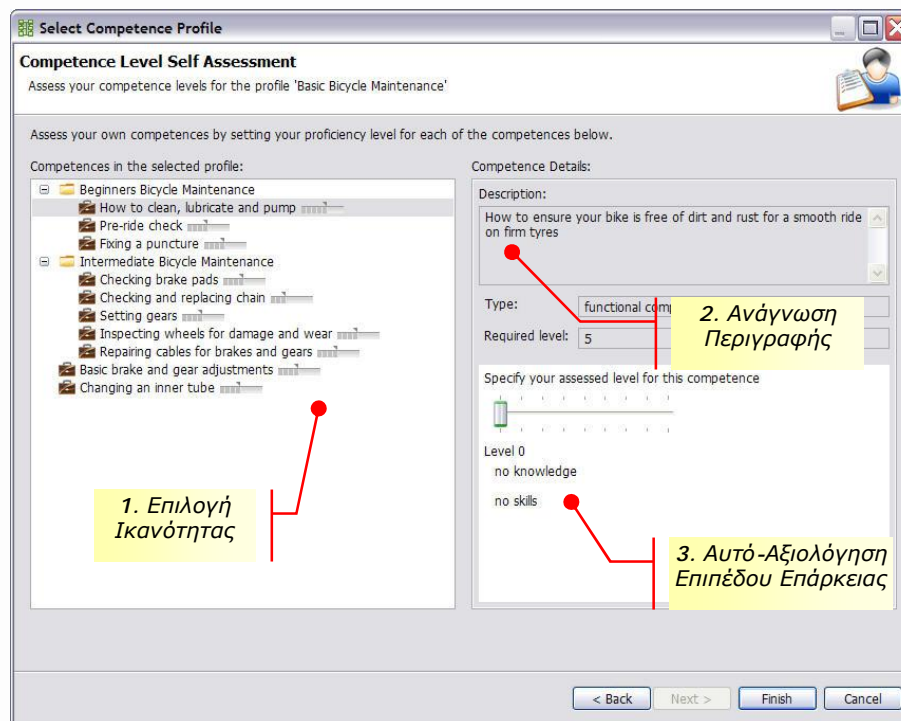 Select Competence Profile
Competence Level Self Assessment
Assess your competence levels for the profile 'Basic Bicycle Maintenance'
Assess your own competences by setting your proficiency level for each of the competences below.
Competences in the selected profile:
Beginners Bicycle Maintenance
How to clean, lubricate and pump
Pre-ride check
Fixing a puncture
Intermediate Bicycle Maintenance
Checking brake pads
Checking and replacing chain
Setting gears
Inspecting wheels for damage and wear
Repairing cables for brakes and gears
Basic brake and gear adjustments
Changing an inner tube
1. Επιλογή
Ικανότητας
Competence Details:
Description:
How to ensure your bike is free of dirt and rust for a smooth ride
on firm tyres
Type: functional
Required level: 5
2. Ανάγνωση
Περιγραφής
Specify your assessed level for this competence
Level 0
no knowledge
no skills
3. Αυτό-Αξιολόγηση
Επιπέδου Επάρκειας
< Back Next > Finish Cancel